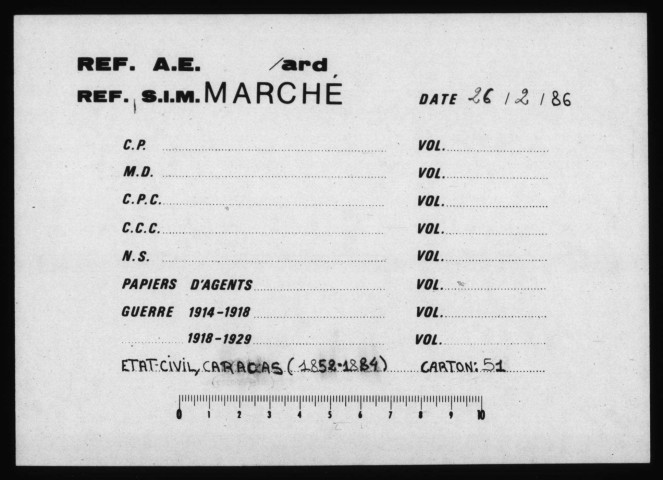 REF. A.E. /ard
REF. S.I.M. MARCHÉ DATE 26 / 2 / 86
C.P. VOL.
M.D. VOL.
C.P.C. VOL.
C.C.C. VOL.
N.S. VOL.
PAPIERS D'AGENTS VOL.
GUERRE 1914-1918 VOL.
1918-1929 VOL.
ETAT-CIVIL, CARACAS (1852-1884) CARTON: 51
0 1 2 3 4 5 6 7 8 9 10